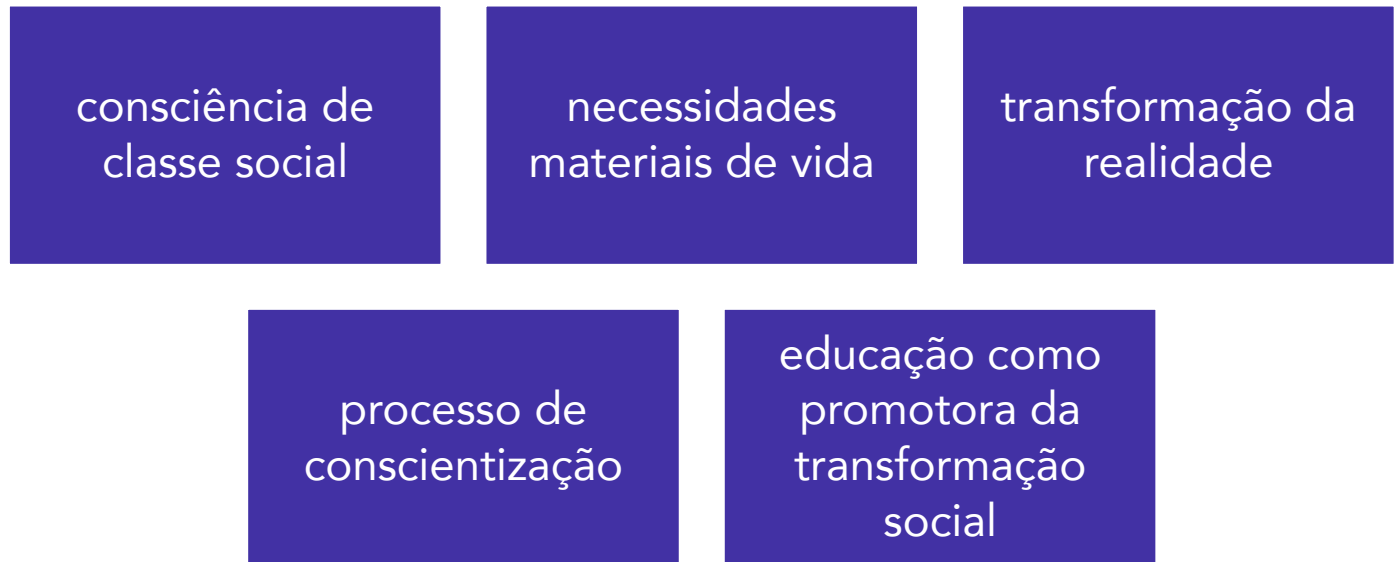 consciência de
classe social
necessidades
materiais de vida
transformação da
realidade
processo de
conscientização
educação como
promotora da
transformação
social